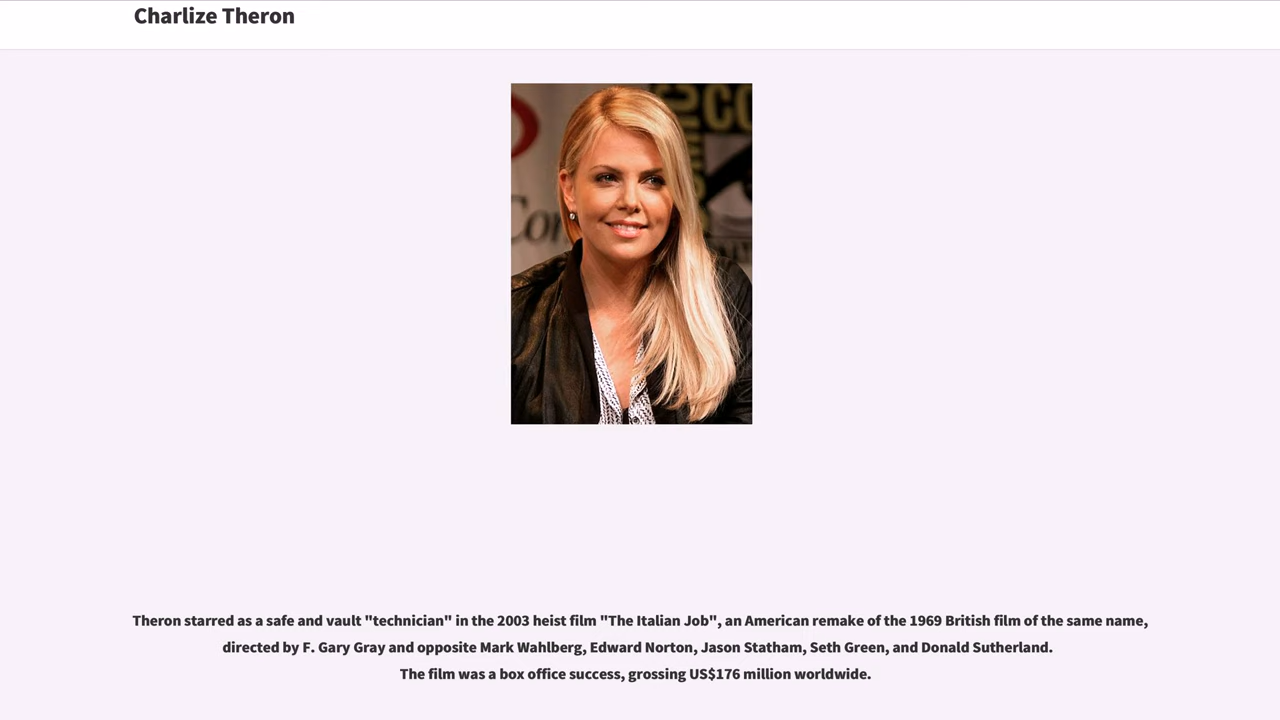 Charlize Theron
CO
Con
Theron starred as a safe and vault "technician" in the 2003 heist film "The Italian Job", an American remake of the 1969 British film of the same name,
directed by F. Gary Gray and opposite Mark Wahlberg, Edward Norton, Jason Statham, Seth Green, and Donald Sutherland.
The film was a box office success, grossing US$176 million worldwide.